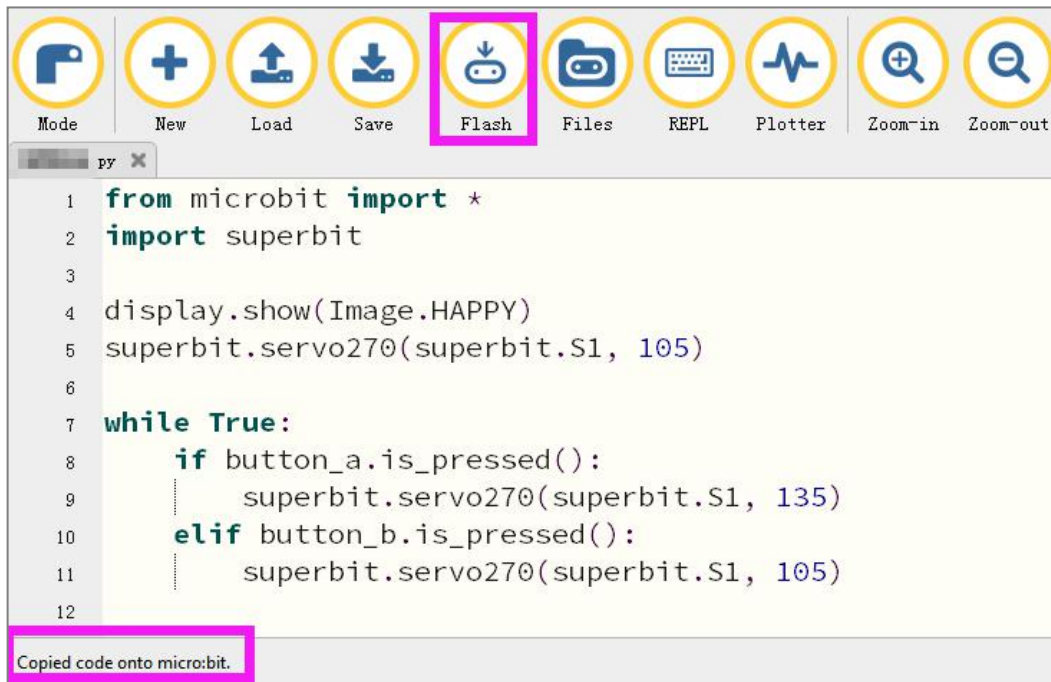 Mode New Load Save Flash Files REPL Plotter Zoom-in Zoom-out
py
1 from microbit import *
2 import superbit
3
4 display.show(Image.HAPPY)
5 superbit.servo270(superbit.S1, 105)
6
7 while True:
8     if button_a.is_pressed():
9         superbit.servo270(superbit.S1, 135)
10     elif button_b.is_pressed():
11         superbit.servo270(superbit.S1, 105)
12
Copied code onto micro:bit.